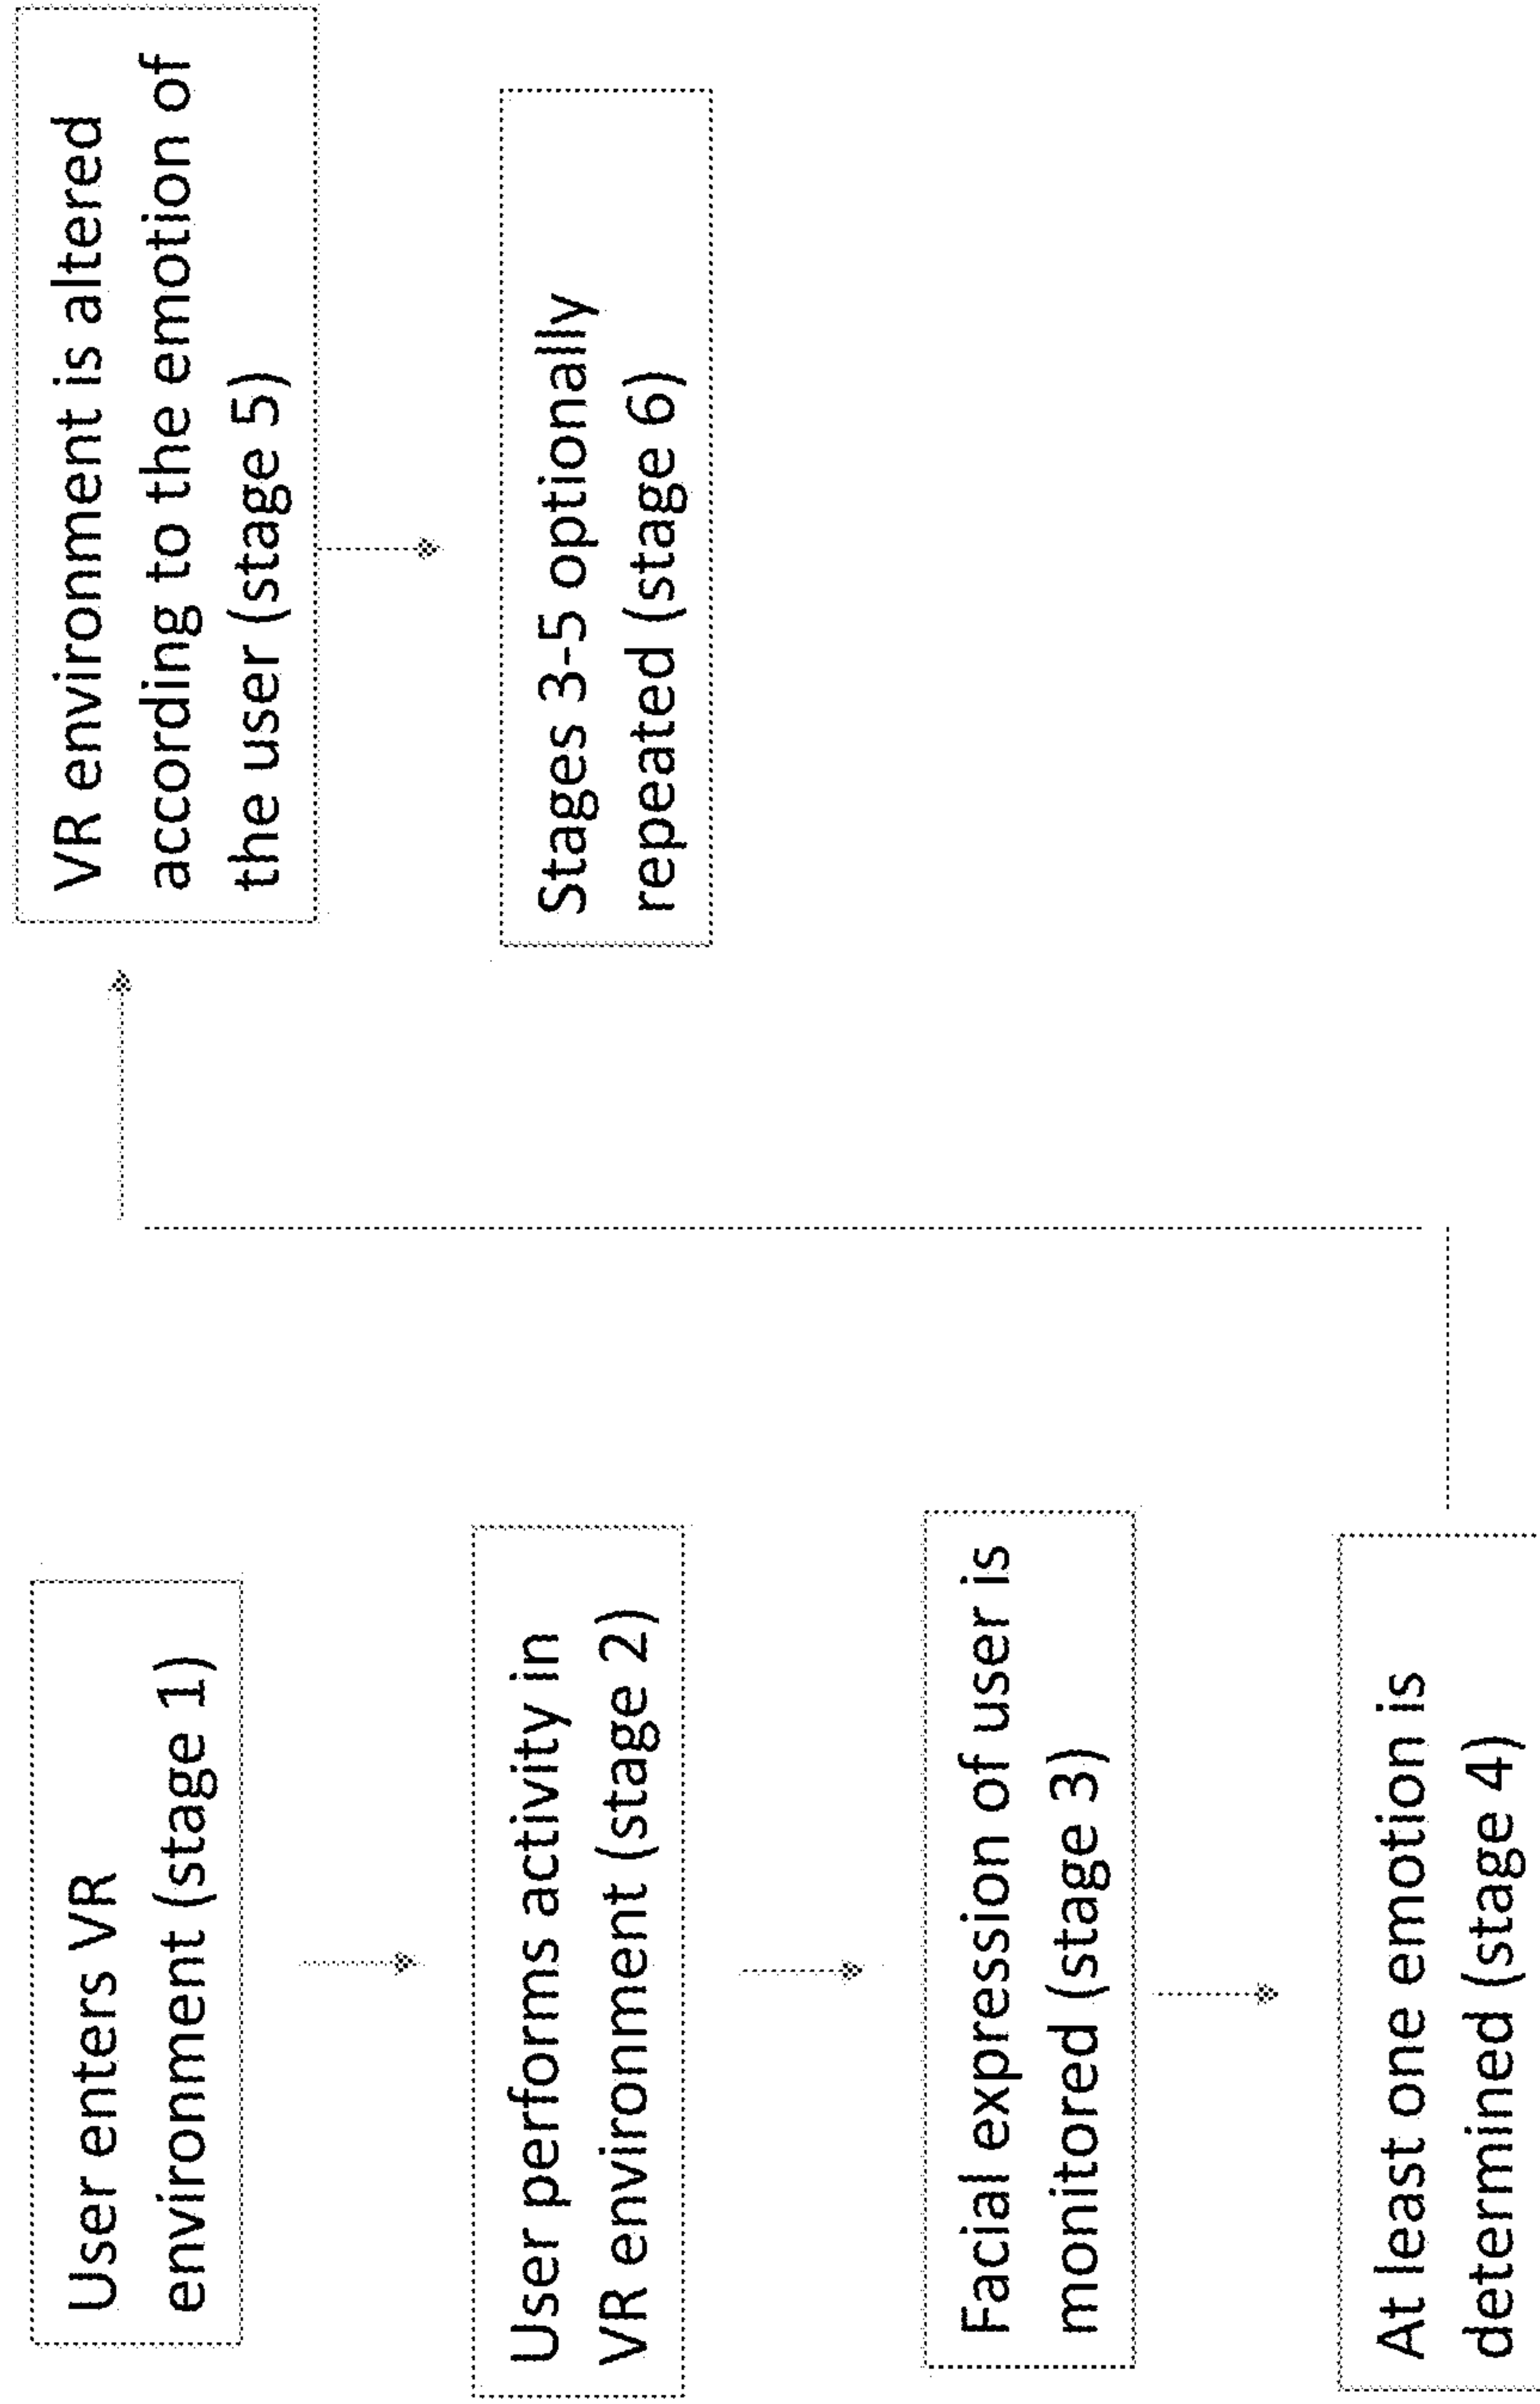 User enters VR
environment (stage 1)
User performs activity in
VR environment (stage 2)
Facial expression of user is
monitored (stage 3)
At least one emotion is
determined (stage 4)
VR environment is altered
according to the emotion of
the user (stage 5)
Stages 3-5 optionally
repeated (stage 6)